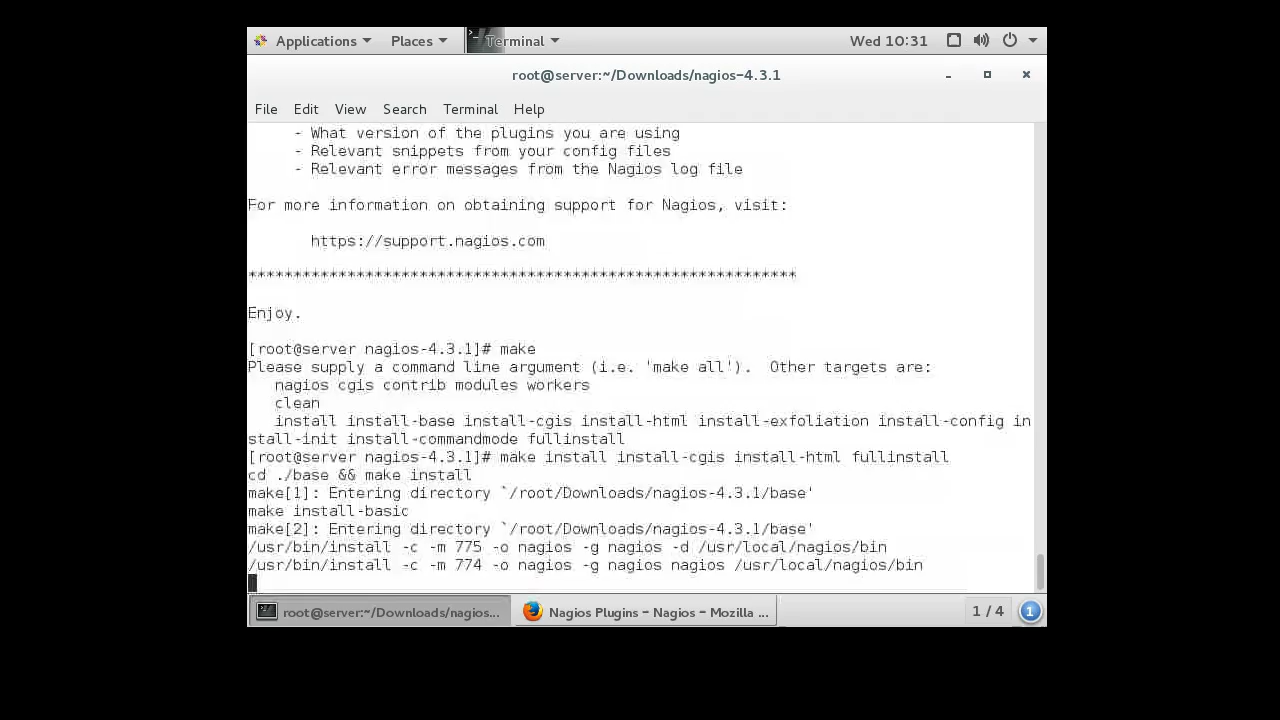 Applications Places Terminal Wed 10:31
root@server:~/Downloads/nagios-4.3.1
File Edit View Search Terminal Help
- What version of the plugins you are using
- Relevant snippets from your config files
- Relevant error messages from the Nagios log file
For more information on obtaining support for Nagios, visit:
https://support.nagios.com
*************************************************************
Enjoy.
[root@server nagios-4.3.1]# make
Please supply a command line argument (i.e. 'make all').  Other targets are:
nagios cgis contrib modules workers
clean
install install-base install-cgis install-html install-exfoliation install-config in
stall-init install-commandmode fullinstall
[root@server nagios-4.3.1]# make install install-cgis install-html fullinstall
cd ./base && make install
make[1]: Entering directory `/root/Downloads/nagios-4.3.1/base'
make install-basic
make[2]: Entering directory `/root/Downloads/nagios-4.3.1/base'
/usr/bin/install -c -m 775 -o nagios -g nagios -d /usr/local/nagios/bin
/usr/bin/install -c -m 774 -o nagios -g nagios nagios /usr/local/nagios/bin
root@server:~/Downloads/nagios... Nagios Plugins - Nagios - Mozilla ... 1 / 4 1